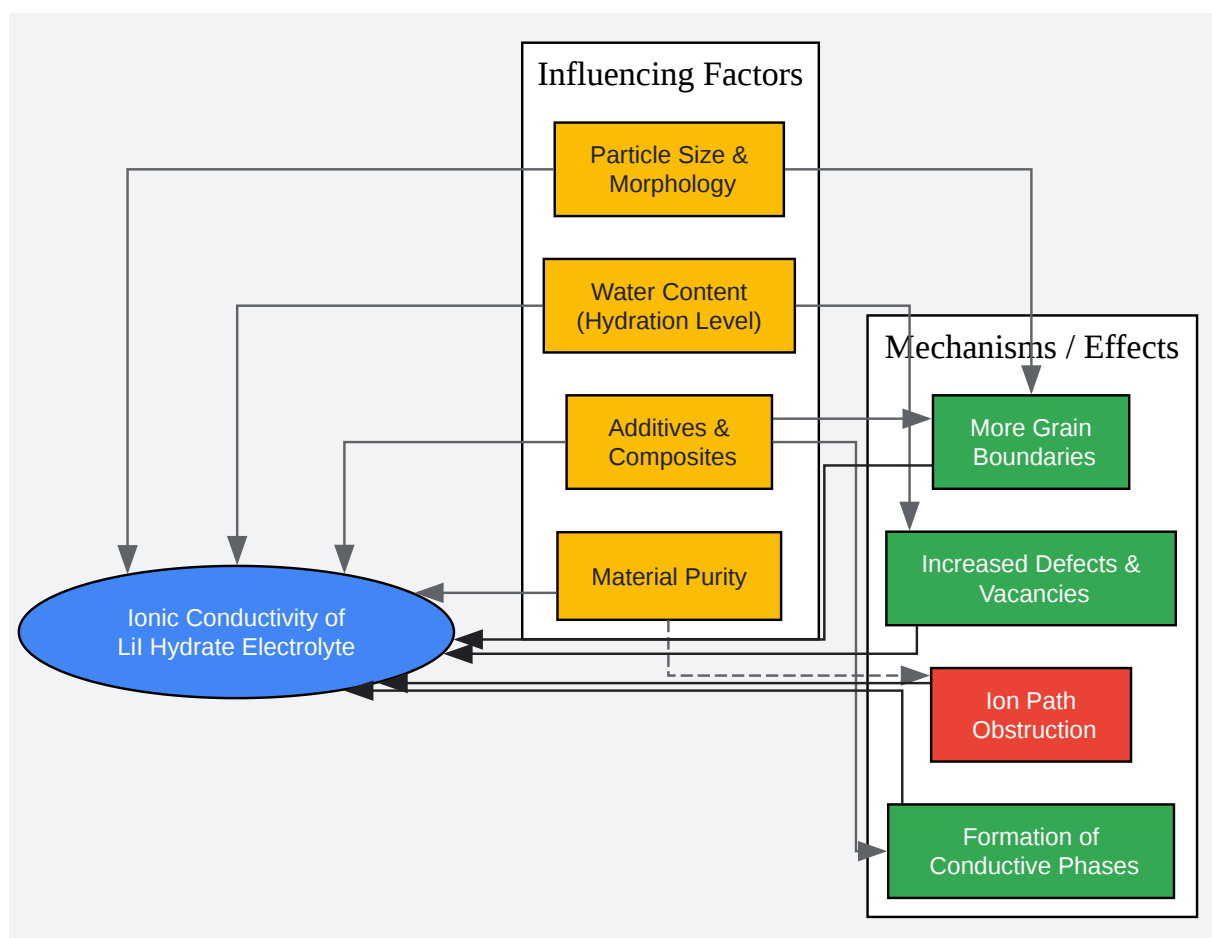 Influencing Factors
Particle Size &
Morphology
Water Content
(Hydration Level)
Additives &
Composites
Material Purity
Mechanisms / Effects
More Grain
Boundaries
Increased Defects &
Vacancies
Ion Path
Obstruction
Formation of
Conductive Phases
Ionic Conductivity of
LiI Hydrate Electrolyte